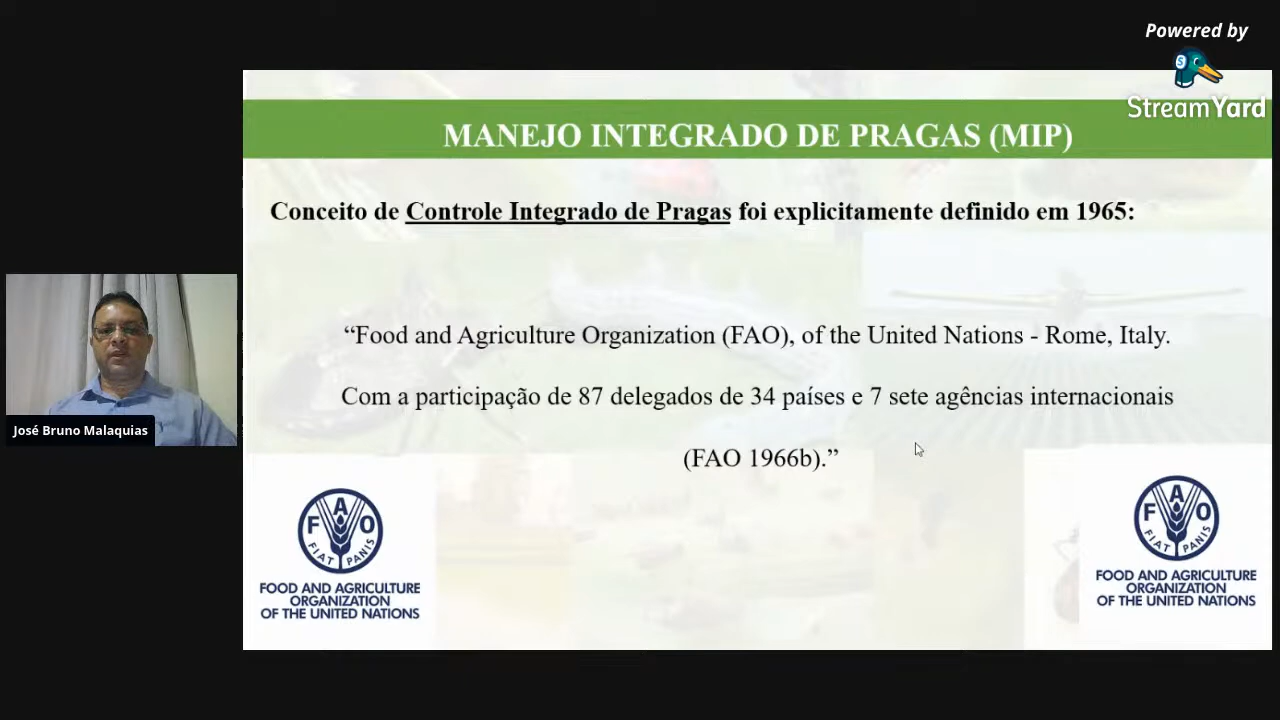 Powered by
StreamYard
MANEJO INTEGRADO DE PRAGAS (MIP)
Conceito de Controle Integrado de Pragas foi explicitamente definido em 1965:
“Food and Agriculture Organization (FAO), of the United Nations - Rome, Italy.
Com a participação de 87 delegados de 34 países e 7 sete agências internacionais
(FAO 1966b).”
José Bruno Malaquias
F A O
FIAT PANIS
FOOD AND AGRICULTURE
ORGANIZATION
OF THE UNITED NATIONS
F A O
FIAT PANIS
FOOD AND AGRICULTURE
ORGANIZATION
OF THE UNITED NATIONS